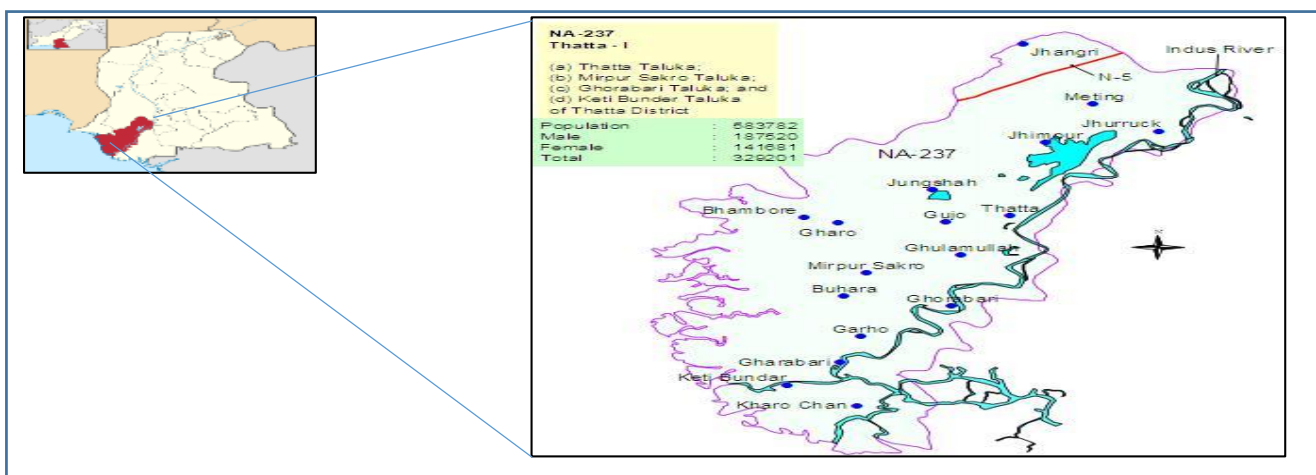 NA-237
Thatta - I
(a) Thatta Taluka;
(b) Mirpur Sakro Taluka;
(c) Ghorabari Taluka; and
(d) Keti Bunder Taluka
of Thatta District
Population : 583782
Male : 187520
Female : 141681
Total : 329201
Jhangri
Indus River
N-5
Meting
Jhurruck
Jhimpur
NA-237
Jungshah
Bhambore
Gharo
Gujo
Thatta
Ghulamullah
Mirpur Sakro
Buhara
Ghorabari
Garho
Gharabari
Keti Bundar
Kharo Chan
N